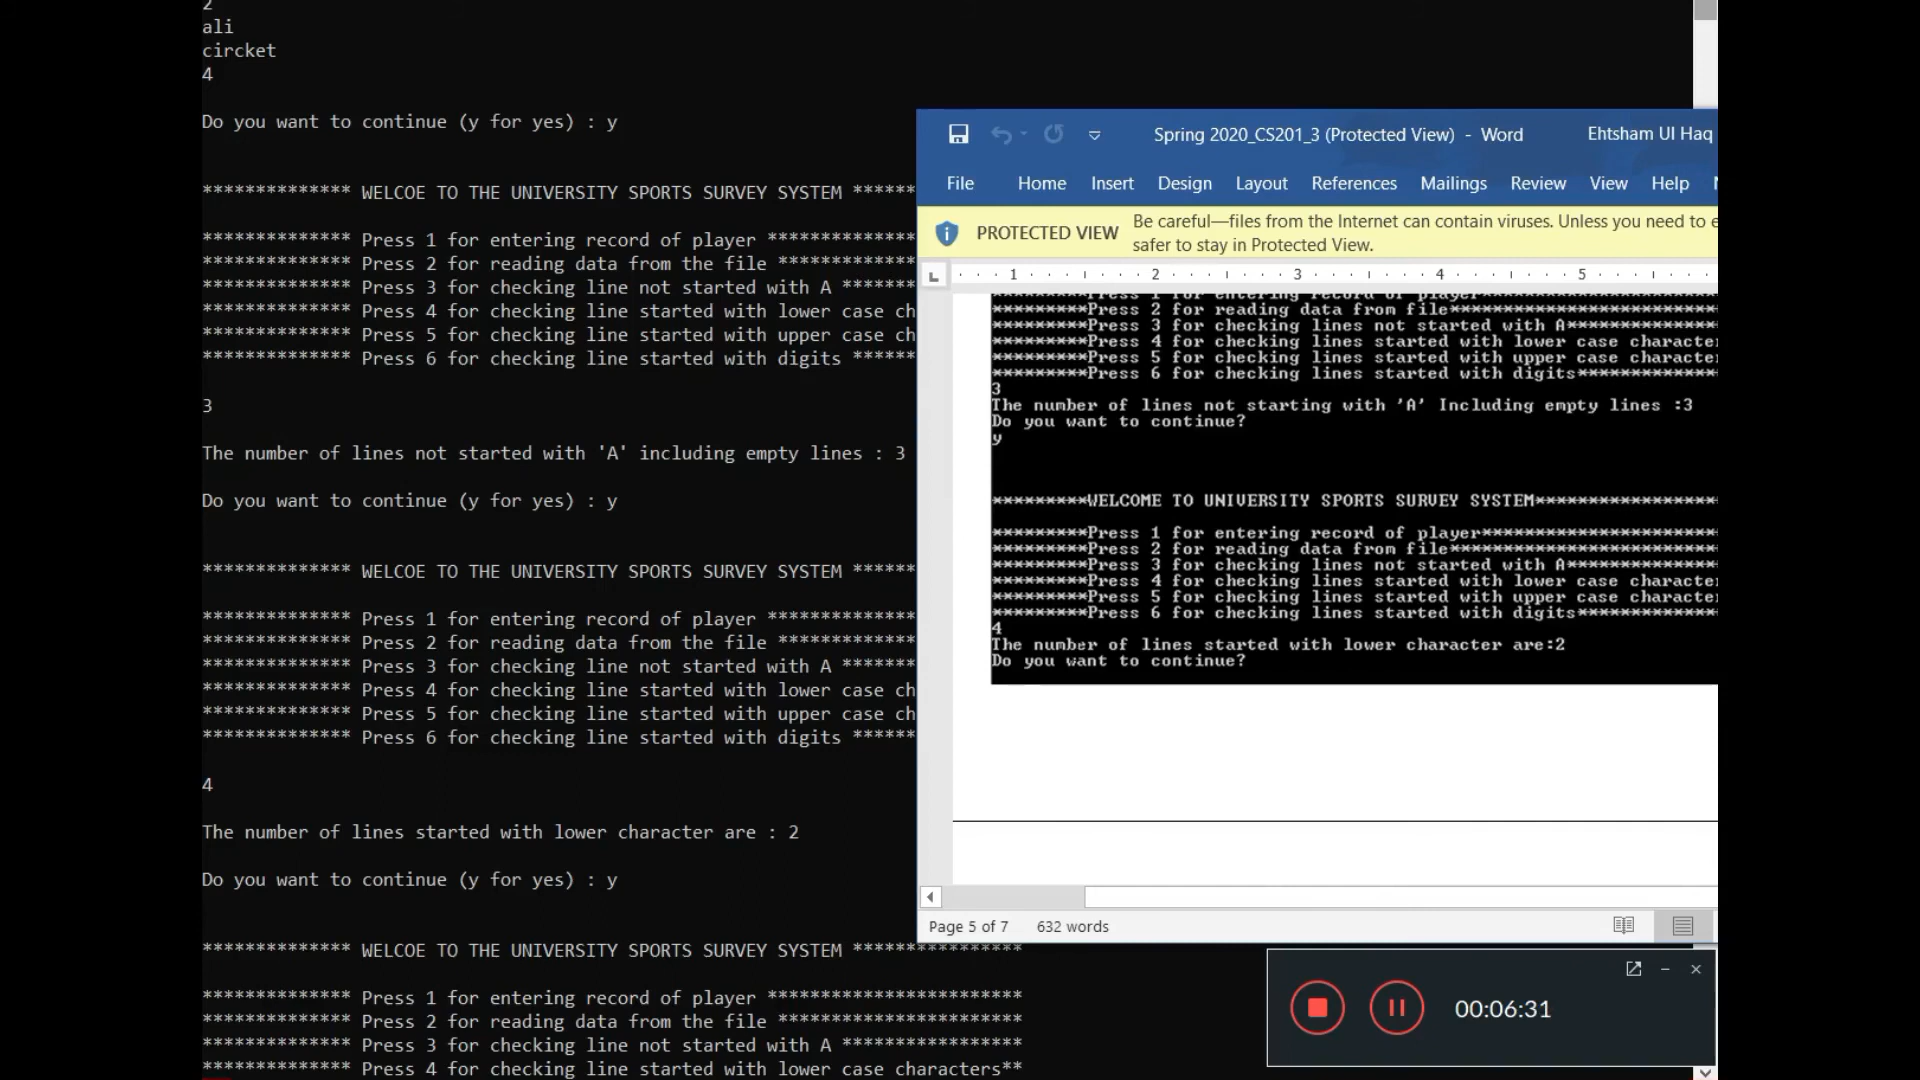 2
ali
circket
4
Do you want to continue (y for yes) : y
************** WELCOE TO THE UNIVERSITY SPORTS SURVEY SYSTEM ******
************** Press 1 for entering record of player **************
************** Press 2 for reading data from the file *************
************** Press 3 for checking line not started with A *******
************** Press 4 for checking line started with lower case ch
************** Press 5 for checking line started with upper case ch
************** Press 6 for checking line started with digits *******
3
The number of lines not started with 'A' including empty lines : 3
Do you want to continue (y for yes) : y
************** WELCOE TO THE UNIVERSITY SPORTS SURVEY SYSTEM ******
************** Press 1 for entering record of player **************
************** Press 2 for reading data from the file *************
************** Press 3 for checking line not started with A *******
************** Press 4 for checking line started with lower case ch
************** Press 5 for checking line started with upper case ch
************** Press 6 for checking line started with digits *******
4
The number of lines started with lower character are : 2
Do you want to continue (y for yes) : y
************** WELCOE TO THE UNIVERSITY SPORTS SURVEY SYSTEM ****************
************** Press 1 for entering record of player ************************
************** Press 2 for reading data from the file ***********************
************** Press 3 for checking line not started with A *****************
************** Press 4 for checking line started with lower case characters**
Spring 2020_CS201_3 (Protected View) - Word Ehtsham Ul Haq
File Home Insert Design Layout References Mailings Review View Help
PROTECTED VIEW Be careful—files from the Internet can contain viruses. Unless you need to e
safer to stay in Protected View.
1 2 3 4 5
*********Press 1 for entering record of player***********************
*********Press 2 for reading data from file**************************
*********Press 3 for checking lines not started with A***************
*********Press 4 for checking lines started with lower case character
*********Press 5 for checking lines started with upper case character
*********Press 6 for checking lines started with digits**************
3
The number of lines not starting with 'A' Including empty lines :3
Do you want to continue?
y
*********WELCOME TO UNIVERSITY SPORTS SURVEY SYSTEM******************
*********Press 1 for entering record of player***********************
*********Press 2 for reading data from file**************************
*********Press 3 for checking lines not started with A***************
*********Press 4 for checking lines started with lower case character
*********Press 5 for checking lines started with upper case character
*********Press 6 for checking lines started with digits**************
4
The number of lines started with lower character are:2
Do you want to continue?
Page 5 of 7 632 words
00:06:31